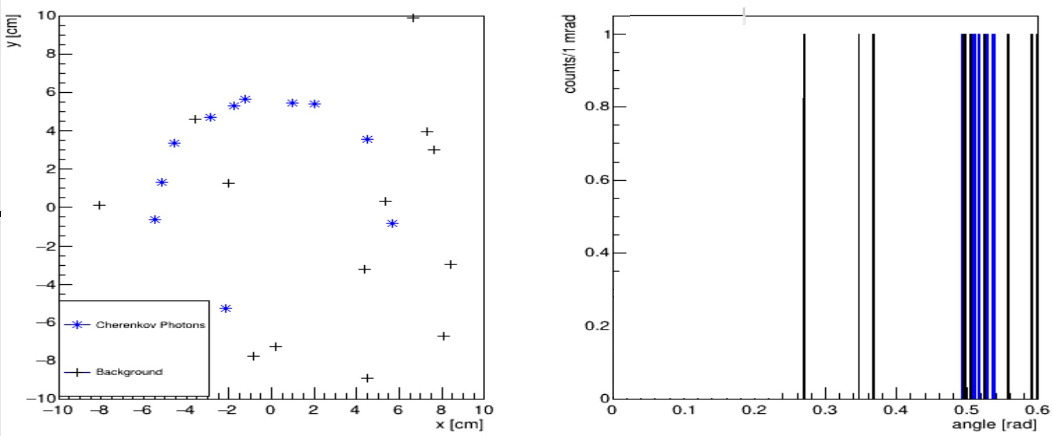 y [cm]
10
8
6
4
2
0
−2
−4
−6
−8
−10
Cherenkov Photons
Background
−10 −8 −6 −4 −2 0 2 4 6 8 10
x [cm]
counts/1 mrad
1
0.8
0.6
0.4
0.2
0
0 0.1 0.2 0.3 0.4 0.5 0.6
angle [rad]